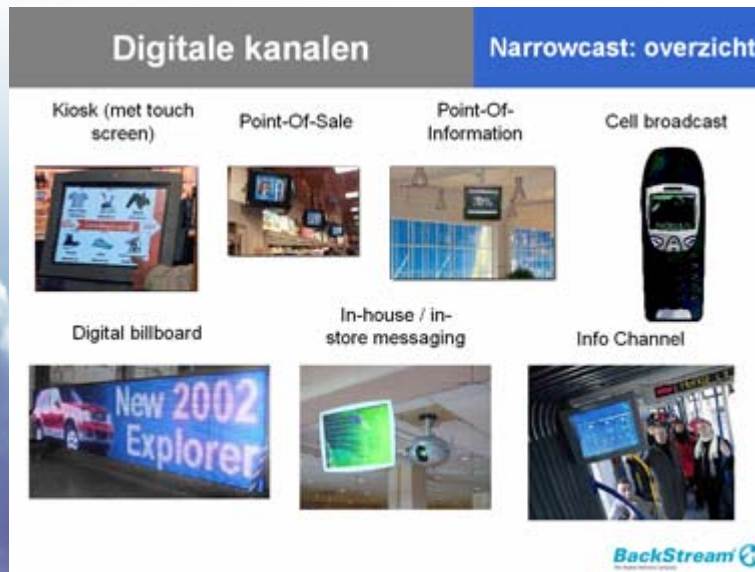 Digitale kanalen
Narrowcast: overzicht
Kiosk (met touch
screen)
Point-Of-Sale
Point-Of-
Information
Cell broadcast
Digital billboard
In-house / in-
store messaging
Info Channel
New 2002
Explorer
BackStream